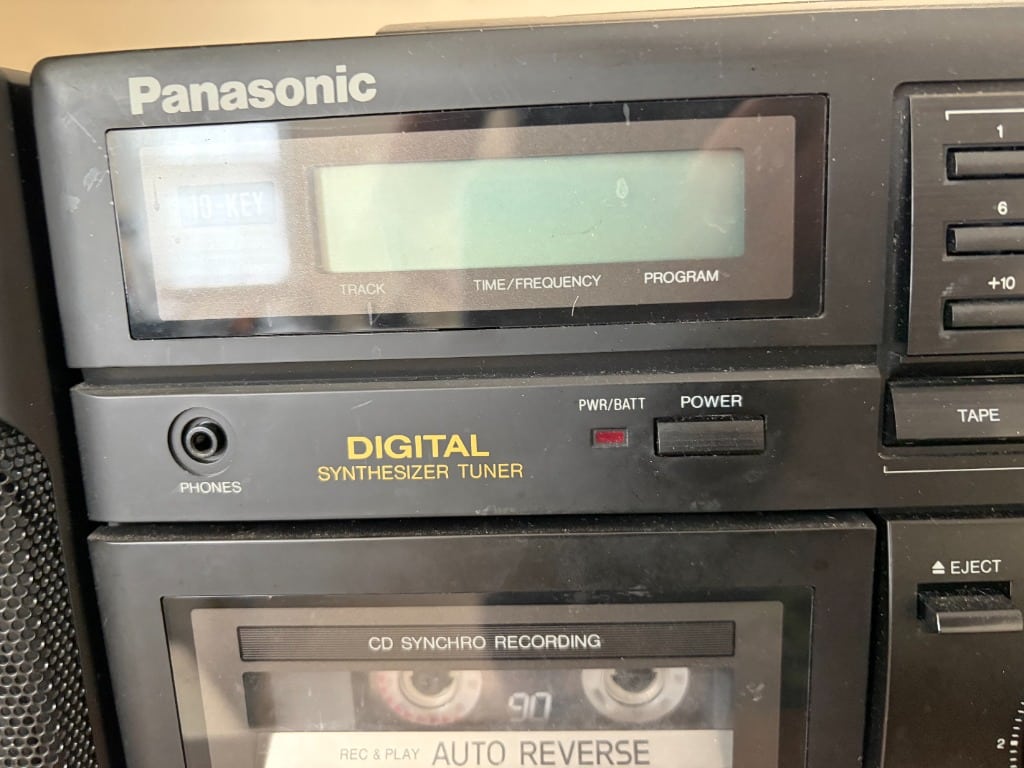 Panasonic
10-KEY
TRACK TIME/FREQUENCY PROGRAM
1
6
+10
PWR/BATT POWER
DIGITAL
SYNTHESIZER TUNER
PHONES
TAPE
EJECT
CD SYNCHRO RECORDING
90
REC & PLAY AUTO REVERSE
2